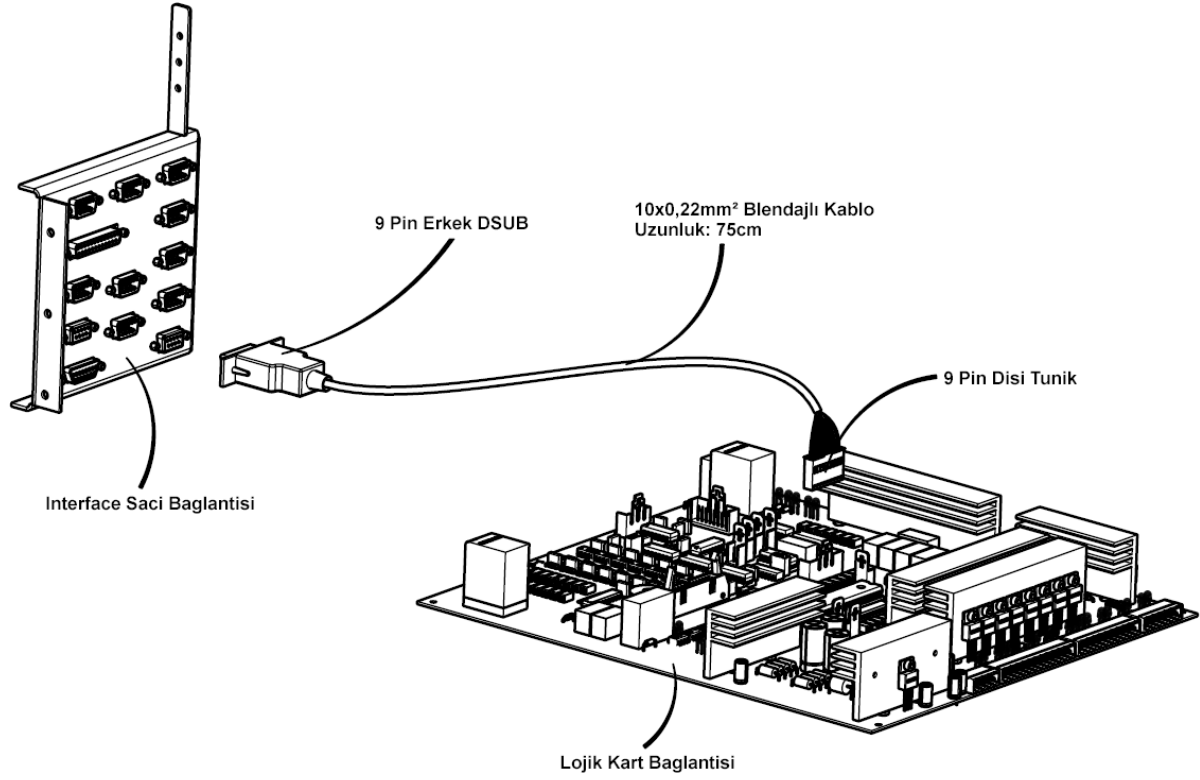 9 Pin Erkek DSUB
10x0,22mm² Blendajlı Kablo
Uzunluk: 75cm
9 Pin Disi Tunik
Interface Saci Baglantisi
Lojik Kart Baglantisi